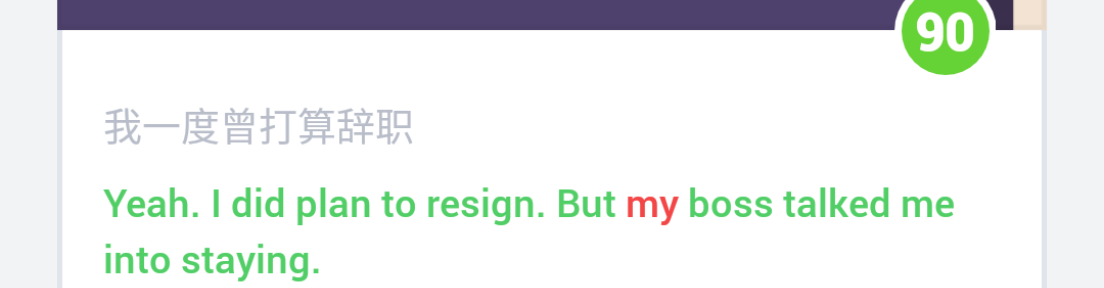 90
我一度曾打算辞职
Yeah. I did plan to resign. But my boss talked me
into staying.